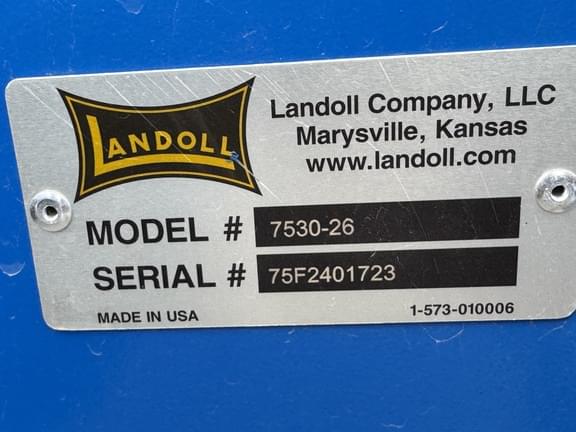 LANDOLL
Landoll Company, LLC
Marysville, Kansas
www.landoll.com
MODEL # 7530-26
SERIAL # 75F2401723
MADE IN USA 1-573-010006